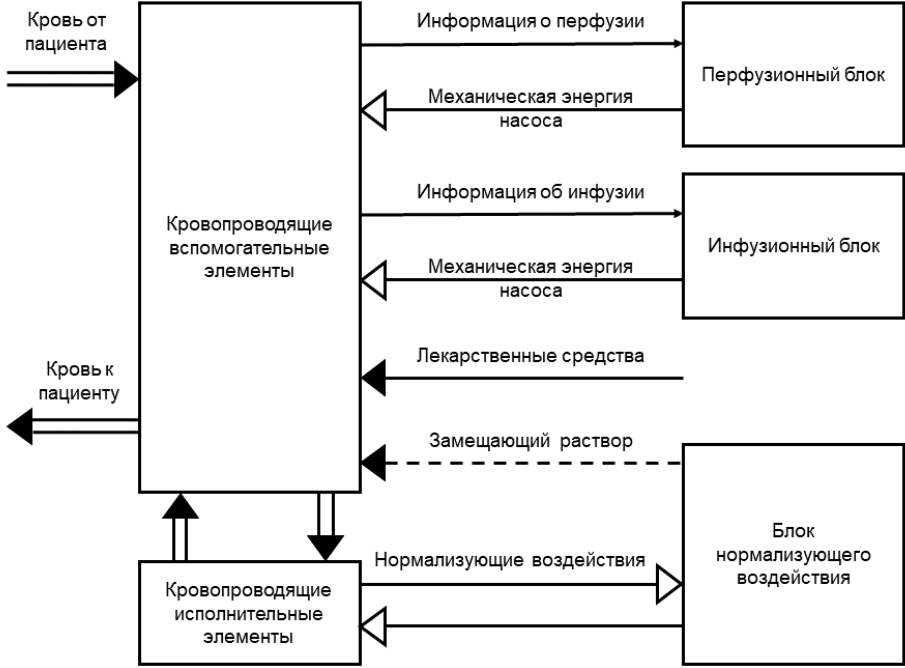 Кровь от
пациента
Информация о перфузии
Перфузионный блок
Механическая энергия
насоса
Информация об инфузии
Кровопроводящие
вспомогательные
элементы
Инфузионный блок
Механическая энергия
насоса
Лекарственные средства
Кровь к
пациенту
Замещающий раствор
Блок
нормализующего
воздействия
Нормализующие воздействия
Кровопроводящие
исполнительные
элементы